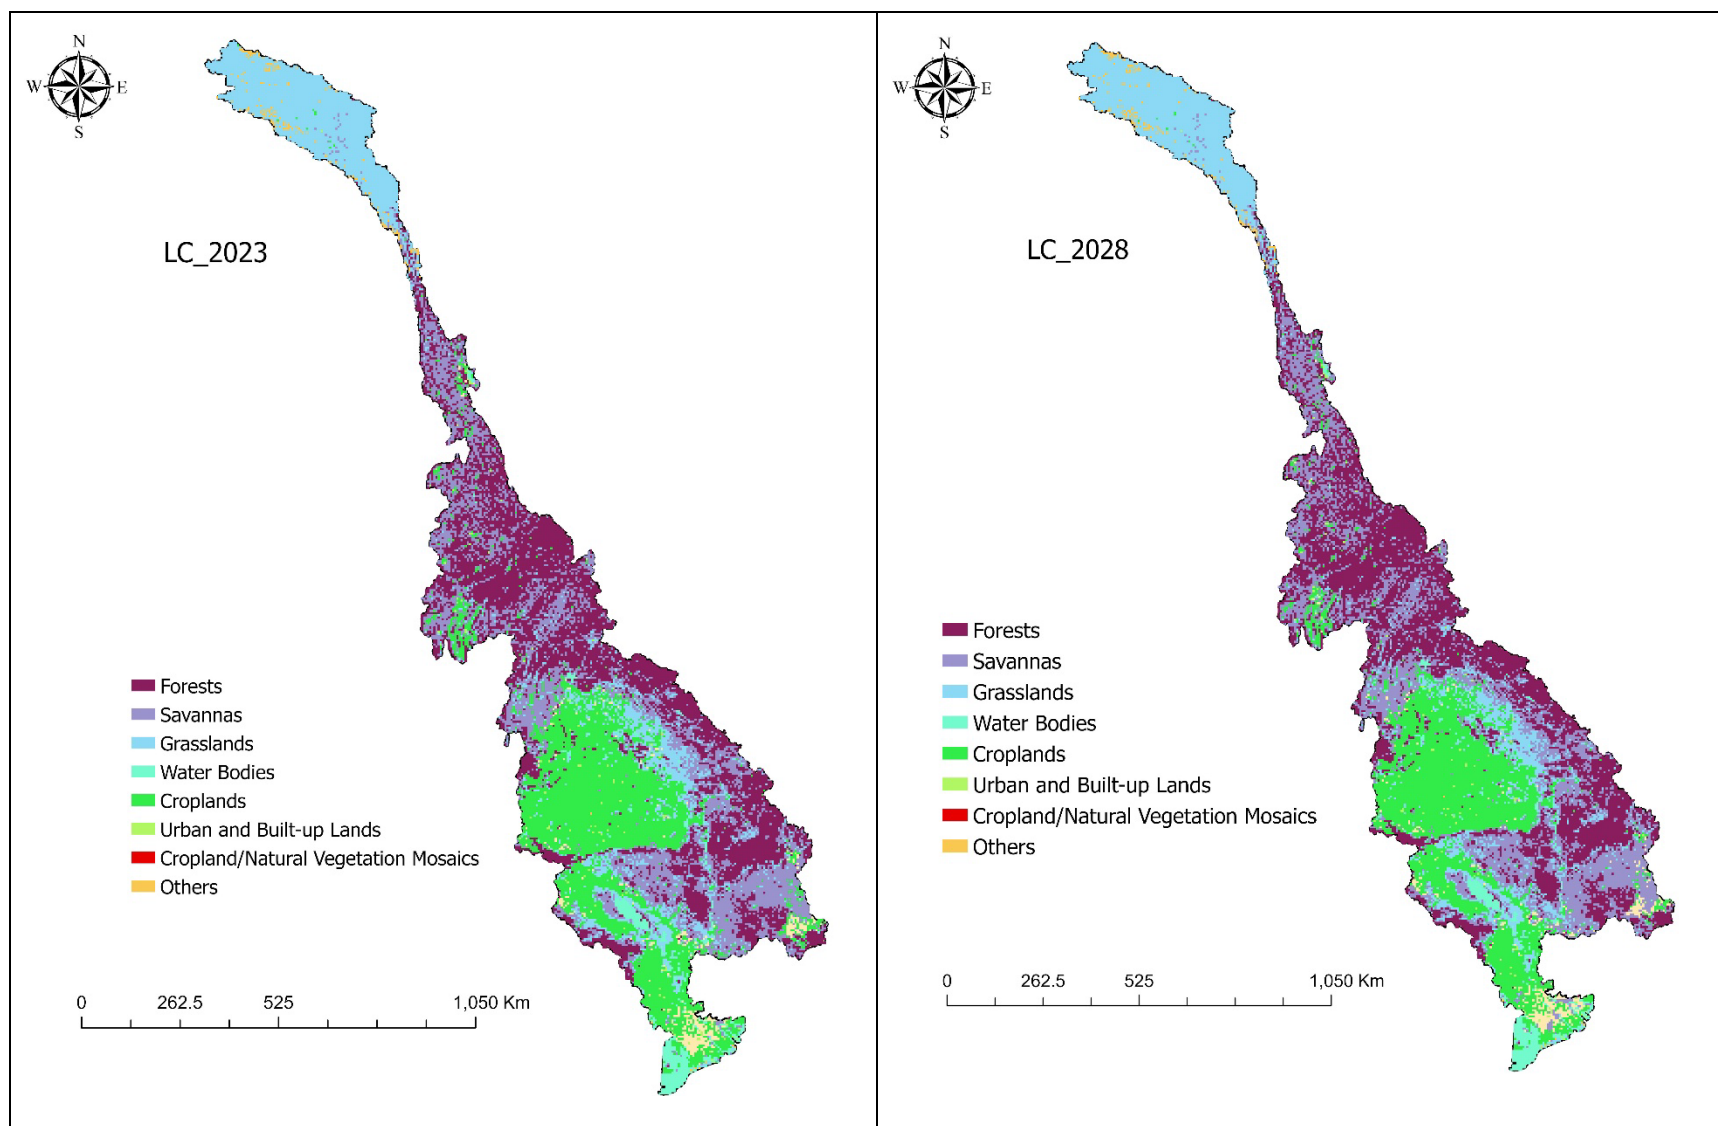 N
W E
S
LC_2023
Forests
Savannas
Grasslands
Water Bodies
Croplands
Urban and Built-up Lands
Cropland/Natural Vegetation Mosaics
Others
0 262.5 525 1,050 Km
N
W E
S
LC_2028
Forests
Savannas
Grasslands
Water Bodies
Croplands
Urban and Built-up Lands
Cropland/Natural Vegetation Mosaics
Others
0 262.5 525 1,050 Km